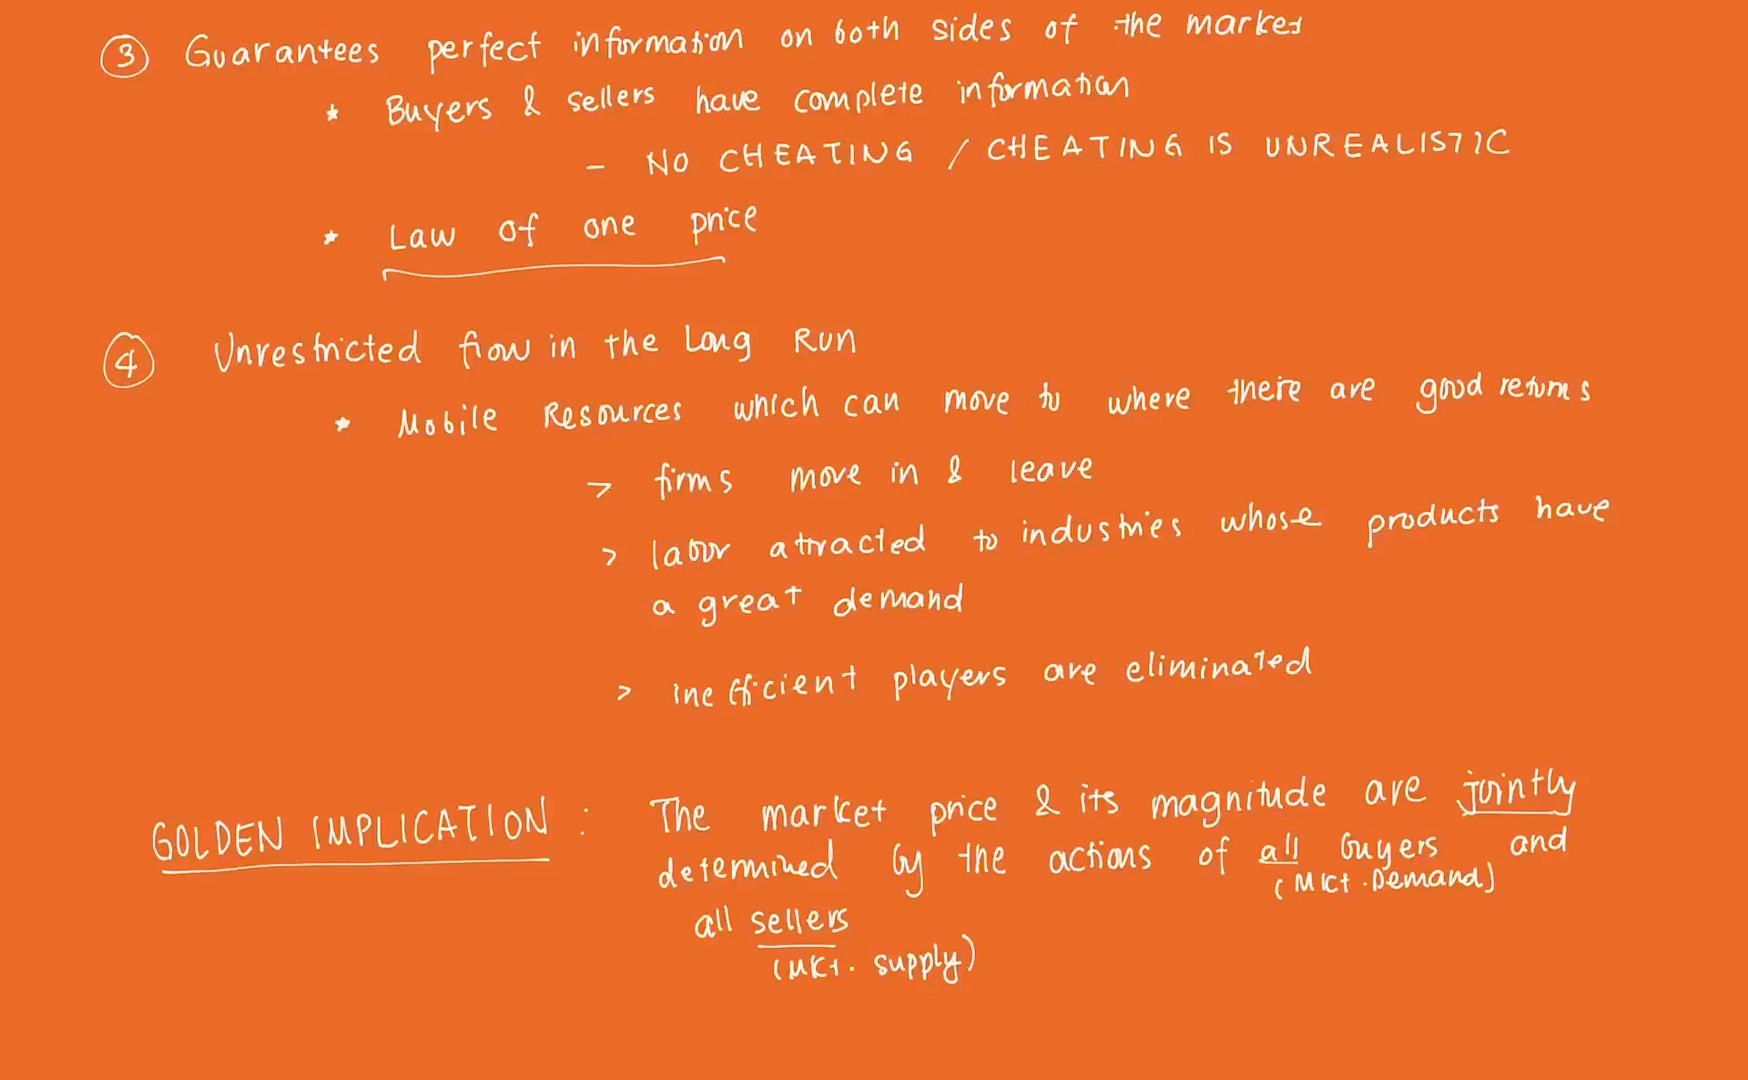 ③ Guarantees perfect information on both sides of the market
* Buyers & sellers have complete information
- NO CHEATING / CHEATING IS UNREALISTIC
* Law of one price
④ Unrestricted flow in the Long Run
* Mobile Resources which can move to where there are good returns
> firms move in & leave
> labor attracted to industries whose products have
a great demand
> inefficient players are eliminated
GOLDEN IMPLICATION : The market price & its magnitude are jointly
determined by the actions of all buyers and
(Mkt. Demand)
all sellers
(Mkt. supply)